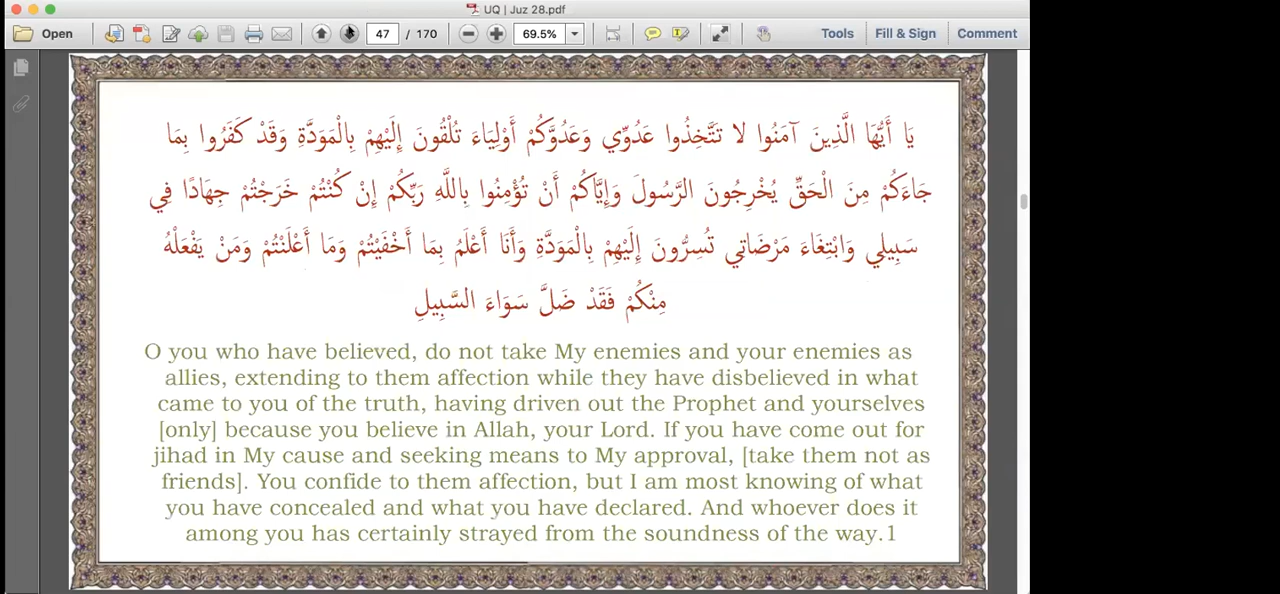 UQ | Juz 28.pdf
Open
47 / 170
69.5%
Tools
Fill & Sign
Comment
يَا أَيُّهَا الَّذِينَ آمَنُوا لا تَتَّخِذُوا عَدُوِّي وَعَدُوَّكُمْ أَوْلِيَاءَ تُلْقُونَ إِلَيْهِمْ بِالْمَوَدَّةِ وَقَدْ كَفَرُوا بِمَا
جَاءَكُمْ مِنَ الْحَقِّ يُخْرِجُونَ الرَّسُولَ وَإِيَّاكُمْ أَنْ تُؤْمِنُوا بِاللَّهِ رَبِّكُمْ إِنْ كُنْتُمْ خَرَجْتُمْ جِهَادًا فِي
سَبِيلِي وَابْتِغَاءَ مَرْضَاتِي تُسِرُّونَ إِلَيْهِمْ بِالْمَوَدَّةِ وَأَنَا أَعْلَمُ بِمَا أَخْفَيْتُمْ وَمَا أَعْلَنْتُمْ وَمَنْ يَفْعَلْهُ
مِنْكُمْ فَقَدْ ضَلَّ سَوَاءَ السَّبِيلِ
O you who have believed, do not take My enemies and your enemies as
allies, extending to them affection while they have disbelieved in what
came to you of the truth, having driven out the Prophet and yourselves
[only] because you believe in Allah, your Lord. If you have come out for
jihad in My cause and seeking means to My approval, [take them not as
friends]. You confide to them affection, but I am most knowing of what
you have concealed and what you have declared. And whoever does it
among you has certainly strayed from the soundness of the way.1